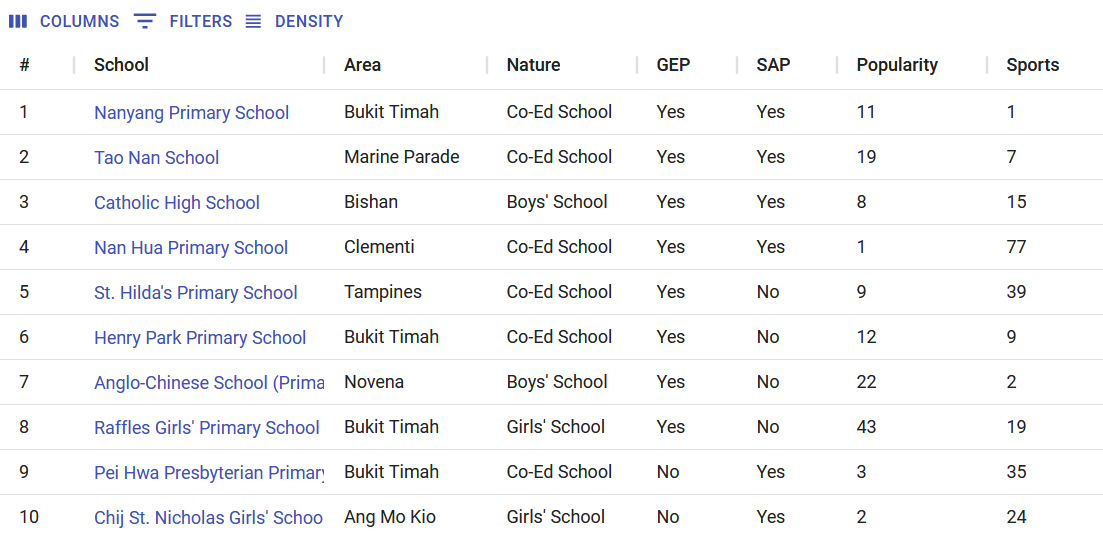 COLUMNS FILTERS DENSITY
# School Area Nature GEP SAP Popularity Sports
1 Nanyang Primary School Bukit Timah Co-Ed School Yes Yes 11 1
2 Tao Nan School Marine Parade Co-Ed School Yes Yes 19 7
3 Catholic High School Bishan Boys' School Yes Yes 8 15
4 Nan Hua Primary School Clementi Co-Ed School Yes Yes 1 77
5 St. Hilda's Primary School Tampines Co-Ed School Yes No 9 39
6 Henry Park Primary School Bukit Timah Co-Ed School Yes No 12 9
7 Anglo-Chinese School (Prima Novena Boys' School Yes No 22 2
8 Raffles Girls' Primary School Bukit Timah Girls' School Yes No 43 19
9 Pei Hwa Presbyterian Primary Bukit Timah Co-Ed School No Yes 3 35
10 Chij St. Nicholas Girls' Schoo Ang Mo Kio Girls' School No Yes 2 24